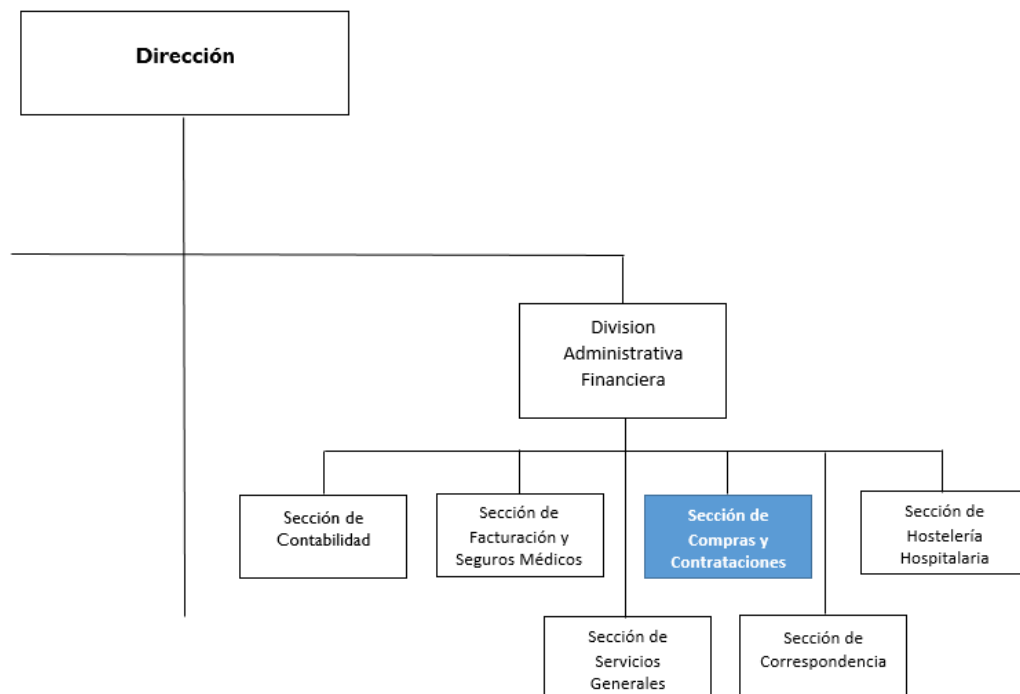 Dirección
Division
Administrativa
Financiera
Sección de
Contabilidad
Sección de
Facturación y
Seguros Médicos
Sección de
Compras y
Contrataciones
Sección de
Hostelería
Hospitalaria
Sección de
Servicios
Generales
Sección de
Correspondencia